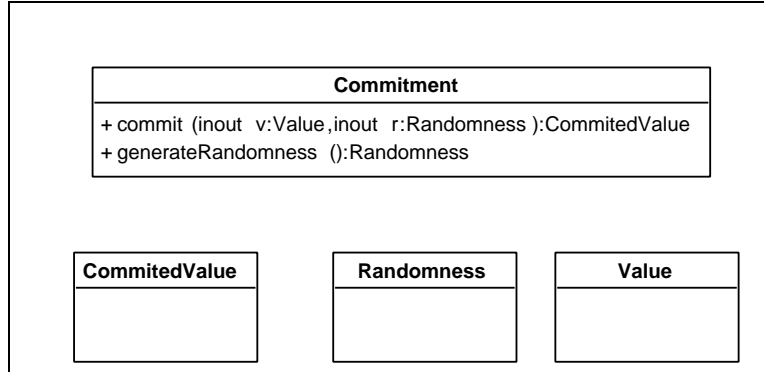 Commitment
+ commit (inout v:Value,inout r:Randomness ):CommitedValue
+ generateRandomness ():Randomness
CommitedValue Randomness Value